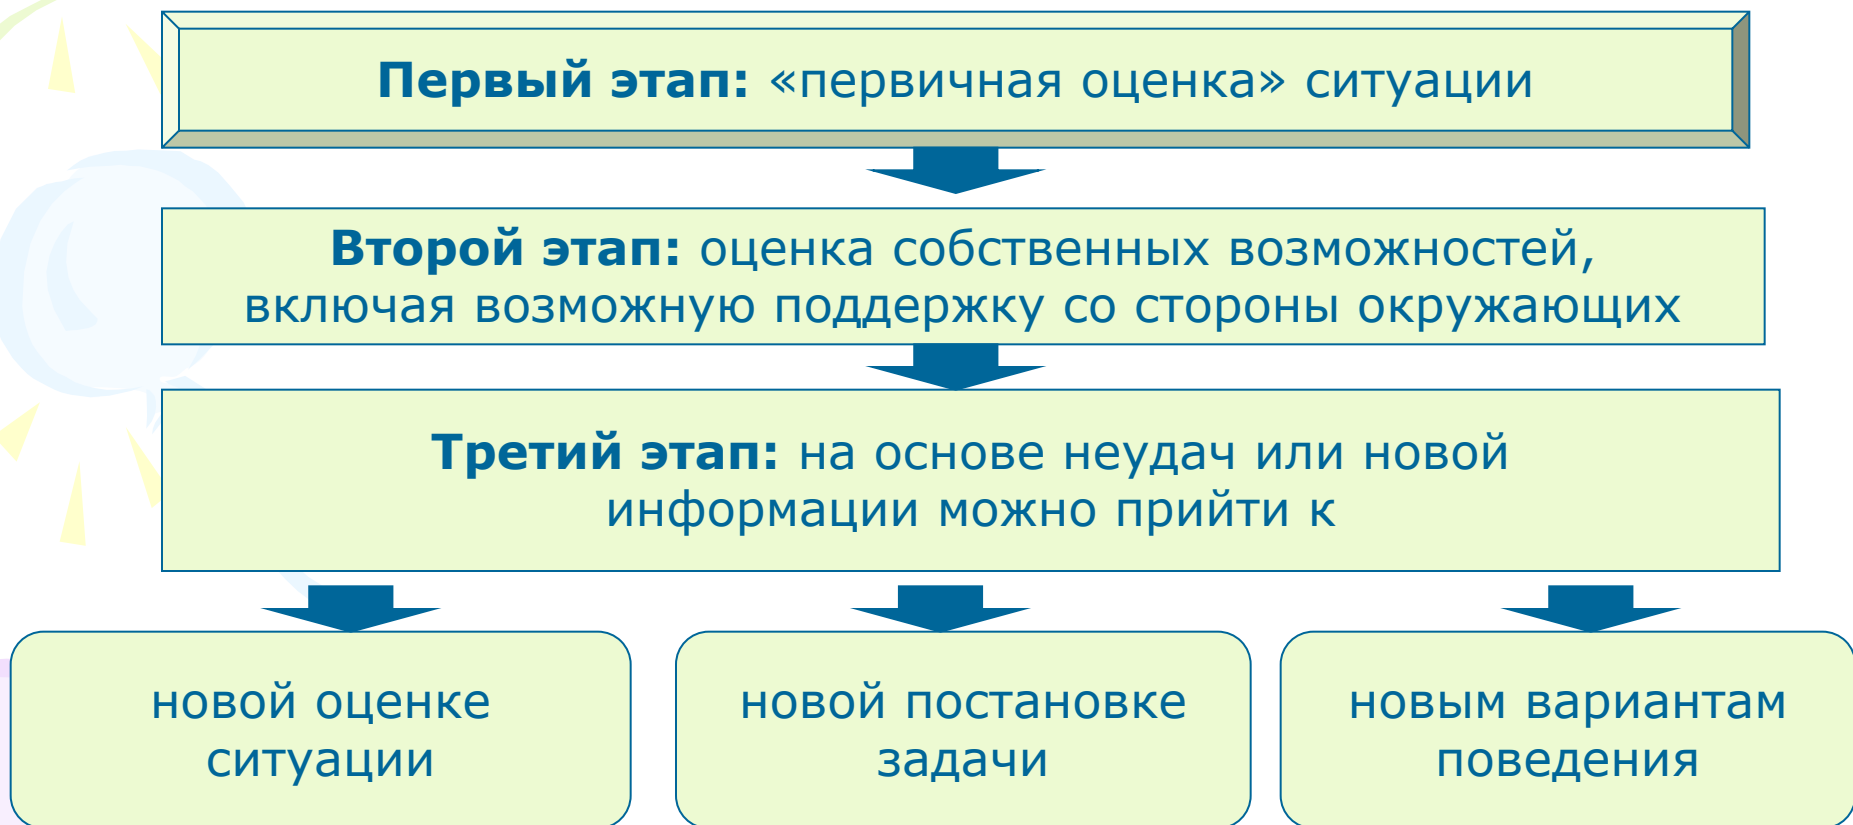 Первый этап: «первичная оценка» ситуации
Второй этап: оценка собственных возможностей,
включая возможную поддержку со стороны окружающих
Третий этап: на основе неудач или новой
информации можно прийти к
новой оценке
ситуации
новой постановке
задачи
новым вариантам
поведения